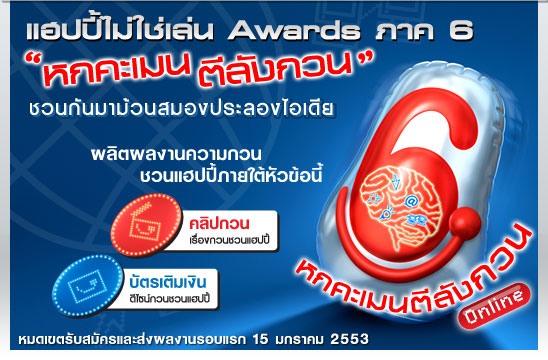 แฮปปี้ไม่ใช่เล่น Awards ภาค 6
“หกคะเมน ตีลังกวน”
ชวนกันมาม้วนสมองประลองไอเดีย
ผลิตผลงานความกวน
ชวนแฮปปี้ภายใต้หัวข้อนี้
คลิปกวน
เรื่องกวนชวนแฮปปี้
บัตรเติมเงิน
ดีไซน์กวนชวนแฮปปี้
6
@
หกคะเมนตีลังกวน
Online
หมดเขตรับสมัครและส่งผลงานรอบแรก 15 มกราคม 2553